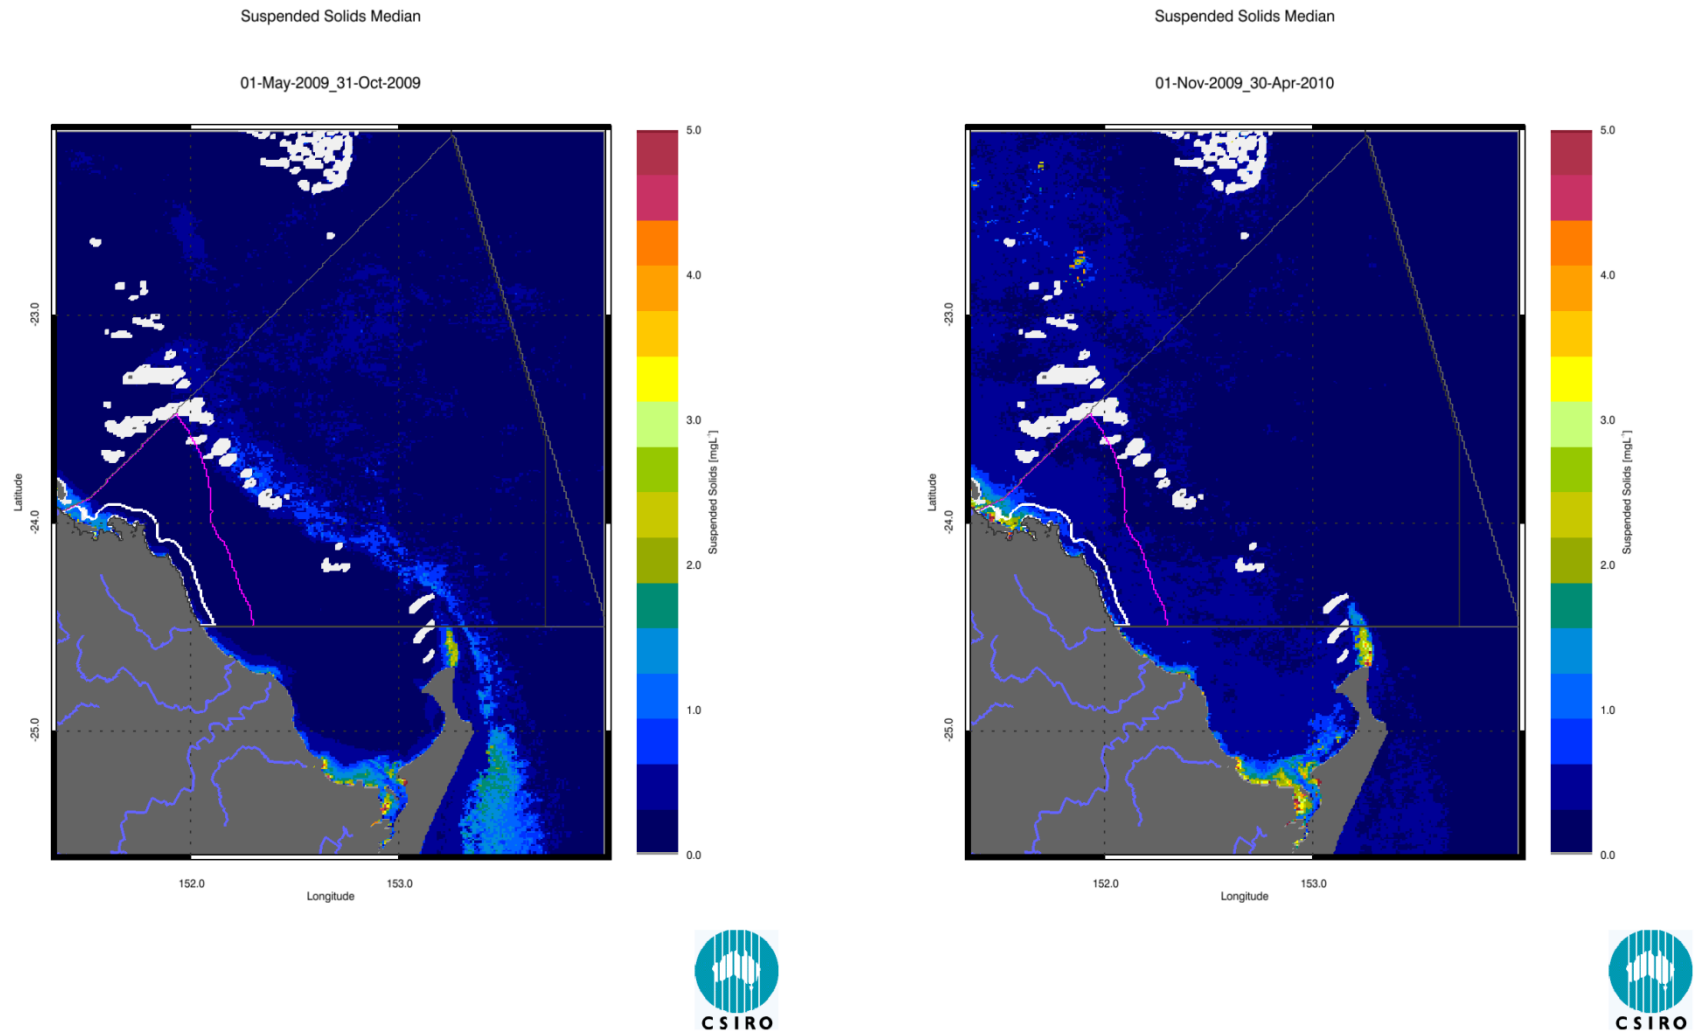 Suspended Solids Median
01-May-2009_31-Oct-2009
5.0
4.0
3.0
2.0
1.0
0.0
Suspended Solids [mgL⁻¹]
-23.0
-24.0
-25.0
Latitude
152.0
153.0
Longitude
CSIRO
Suspended Solids Median
01-Nov-2009_30-Apr-2010
5.0
4.0
3.0
2.0
1.0
0.0
Suspended Solids [mgL⁻¹]
-23.0
-24.0
-25.0
Latitude
152.0
153.0
Longitude
CSIRO